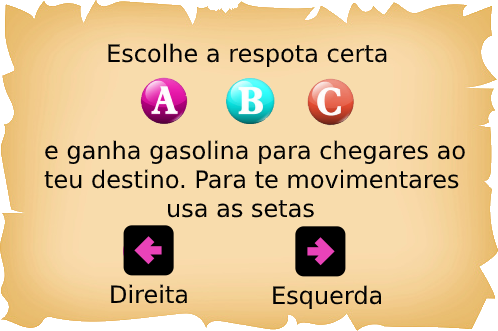 Escolhe a respota certa
A B C
e ganha gasolina para chegares ao
teu destino. Para te movimentares
usa as setas
Direita Esquerda